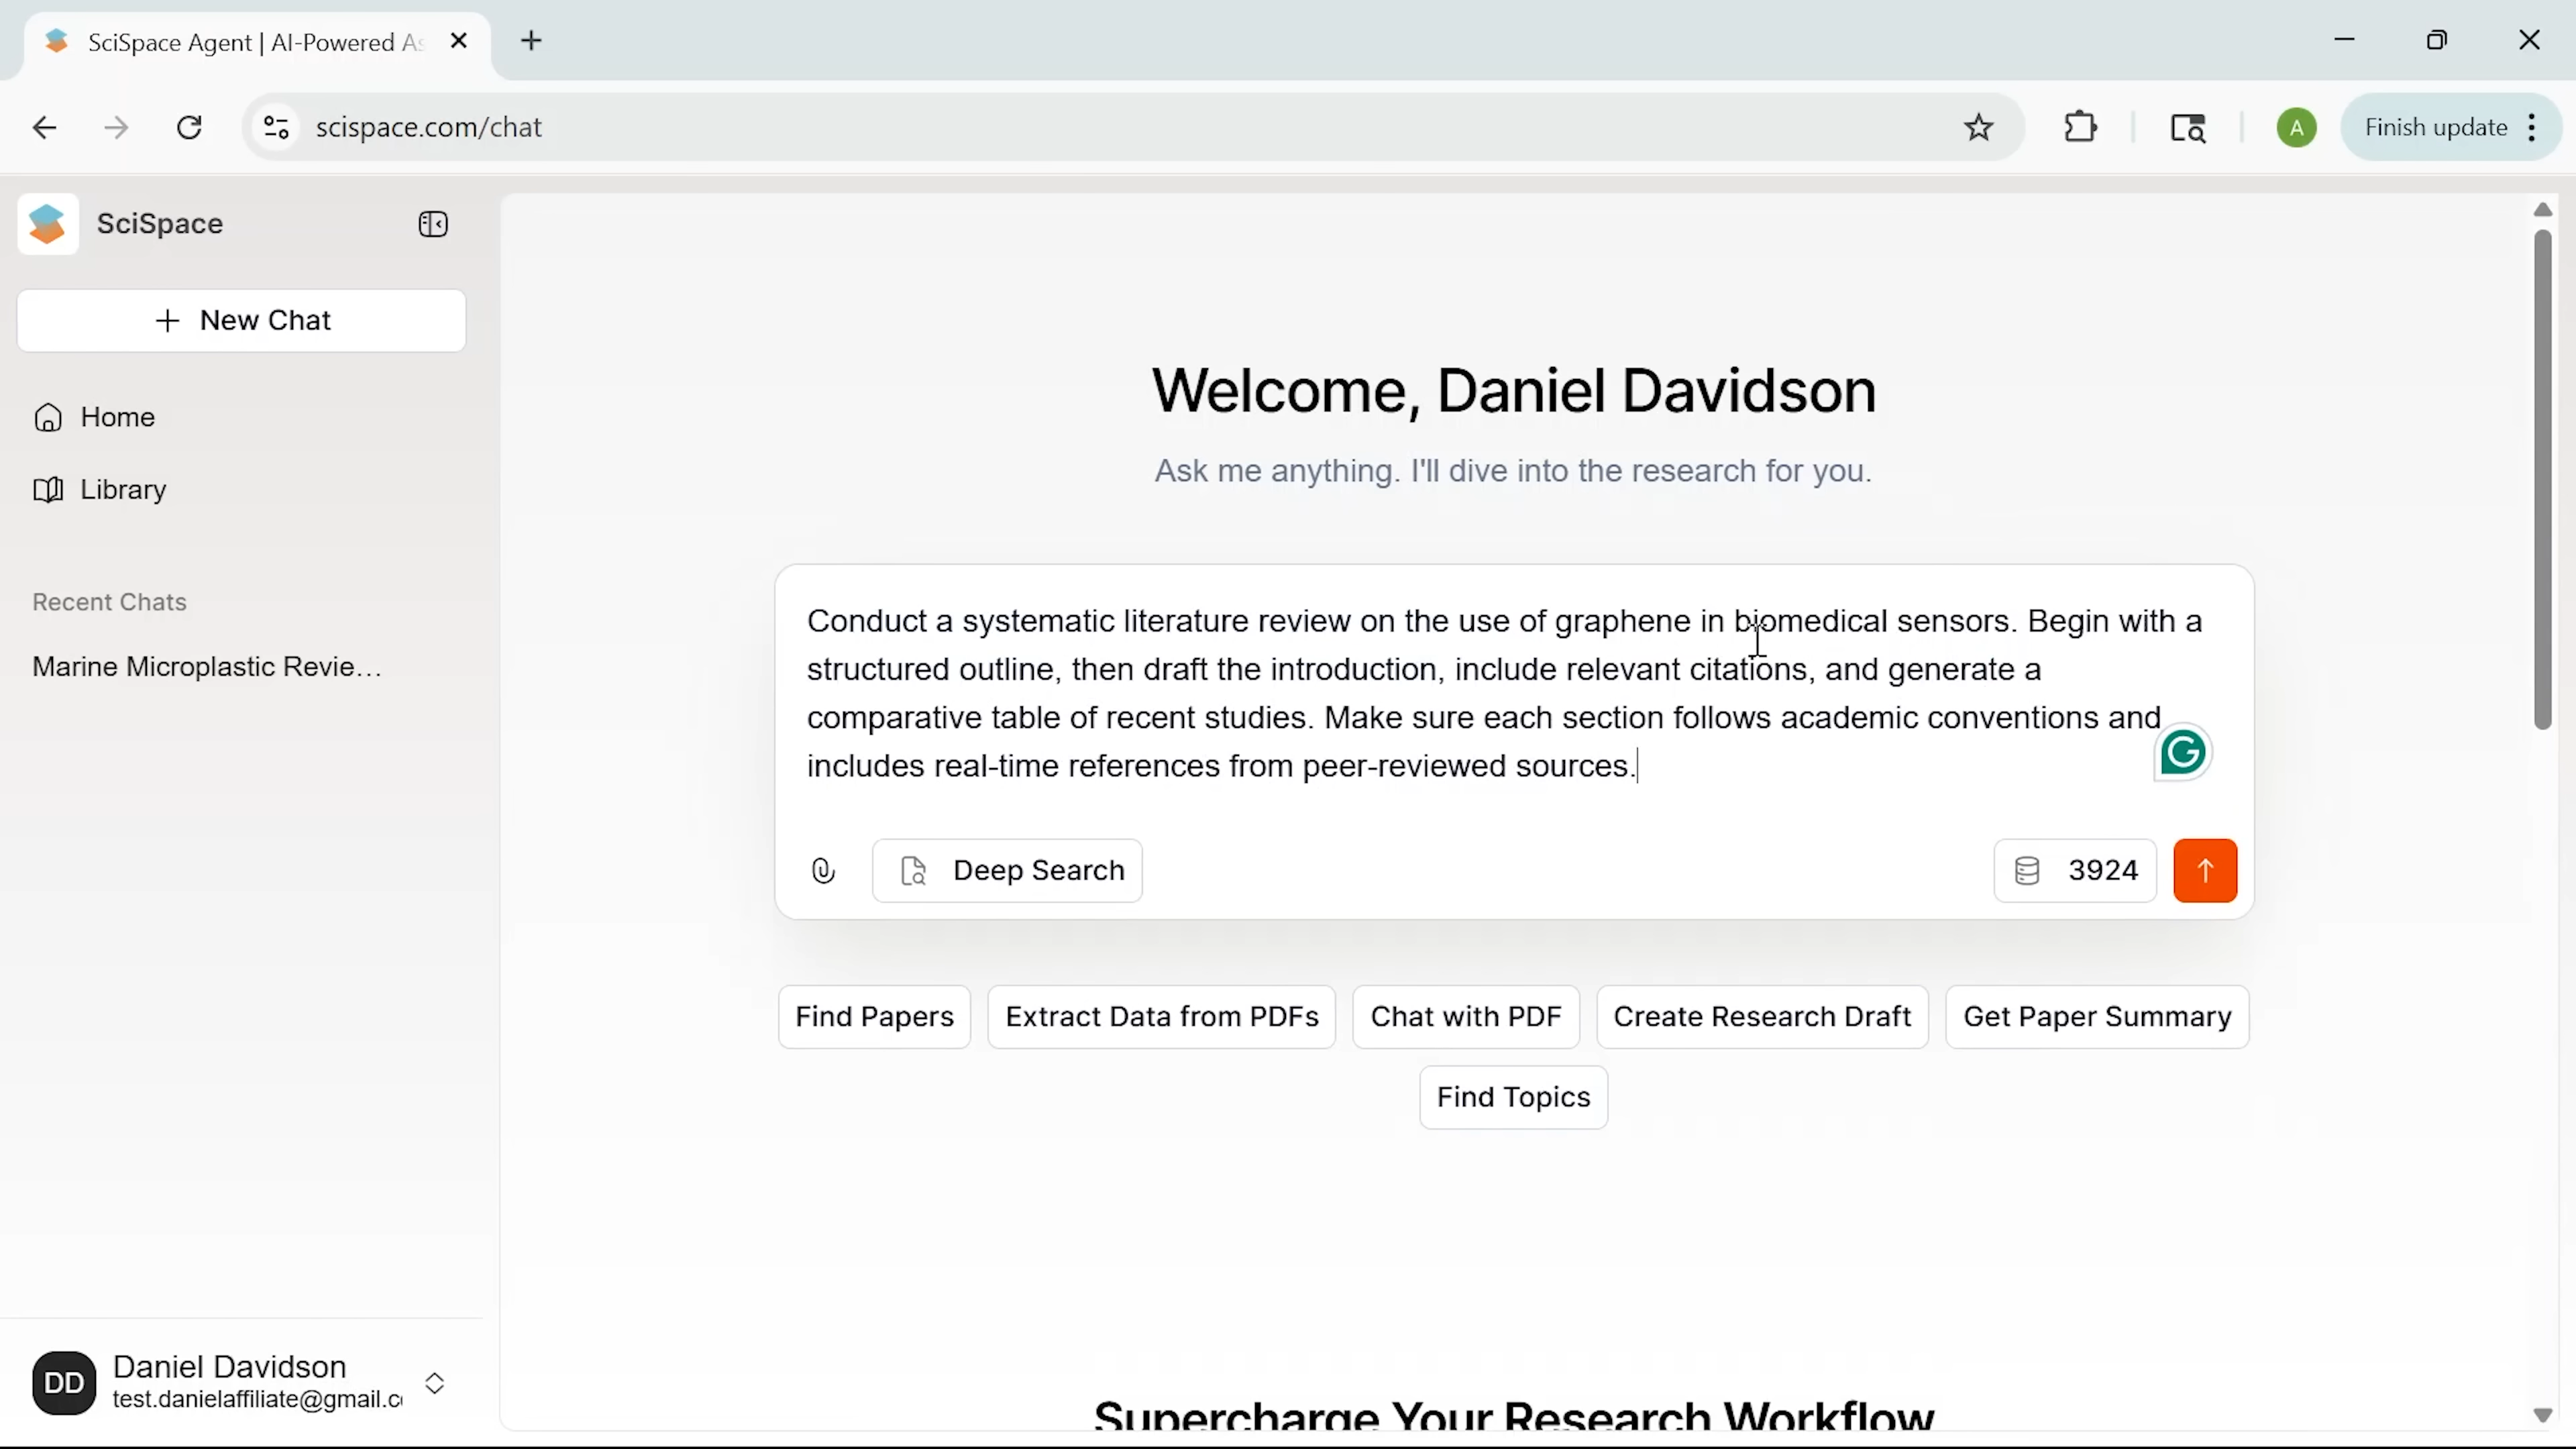 SciSpace Agent | AI-Powered As
scispace.com/chat
A
Finish update
SciSpace
New Chat
Home
Library
Recent Chats
Marine Microplastic Revie...
Welcome, Daniel Davidson
Ask me anything. I'll dive into the research for you.
Conduct a systematic literature review on the use of graphene in biomedical sensors. Begin with a
structured outline, then draft the introduction, include relevant citations, and generate a
comparative table of recent studies. Make sure each section follows academic conventions and
includes real-time references from peer-reviewed sources.
G
Deep Search
3924
Find Papers
Extract Data from PDFs
Chat with PDF
Create Research Draft
Get Paper Summary
Find Topics
Supercharge Your Research Workflow
DD
Daniel Davidson
test.danielaffiliate@gmail.c